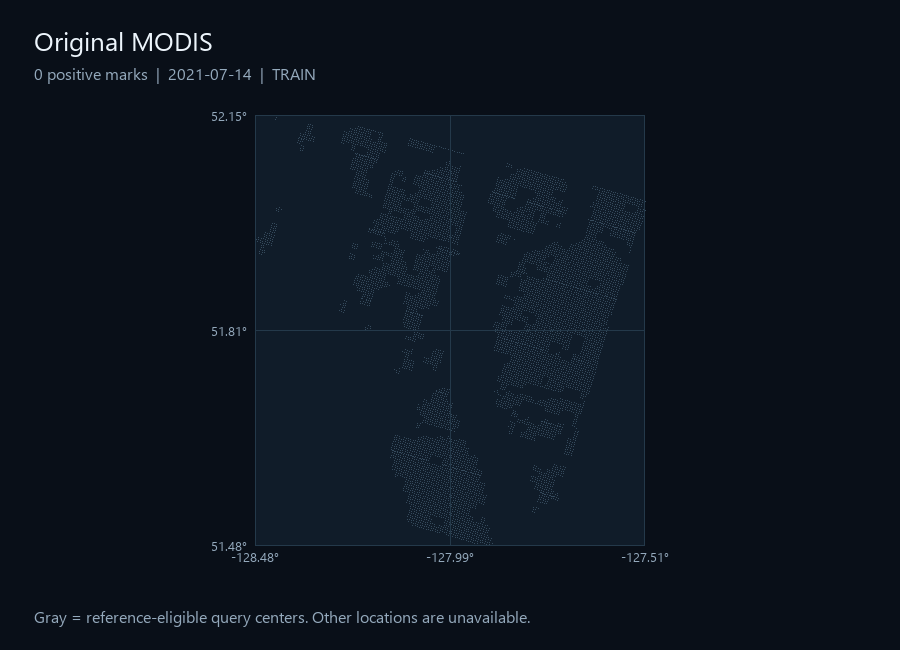 Original MODIS
0 positive marks | 2021-07-14 | TRAIN
52.15°
51.81°
51.48°
-128.48°
-127.99°
-127.51°
Gray = reference-eligible query centers. Other locations are unavailable.